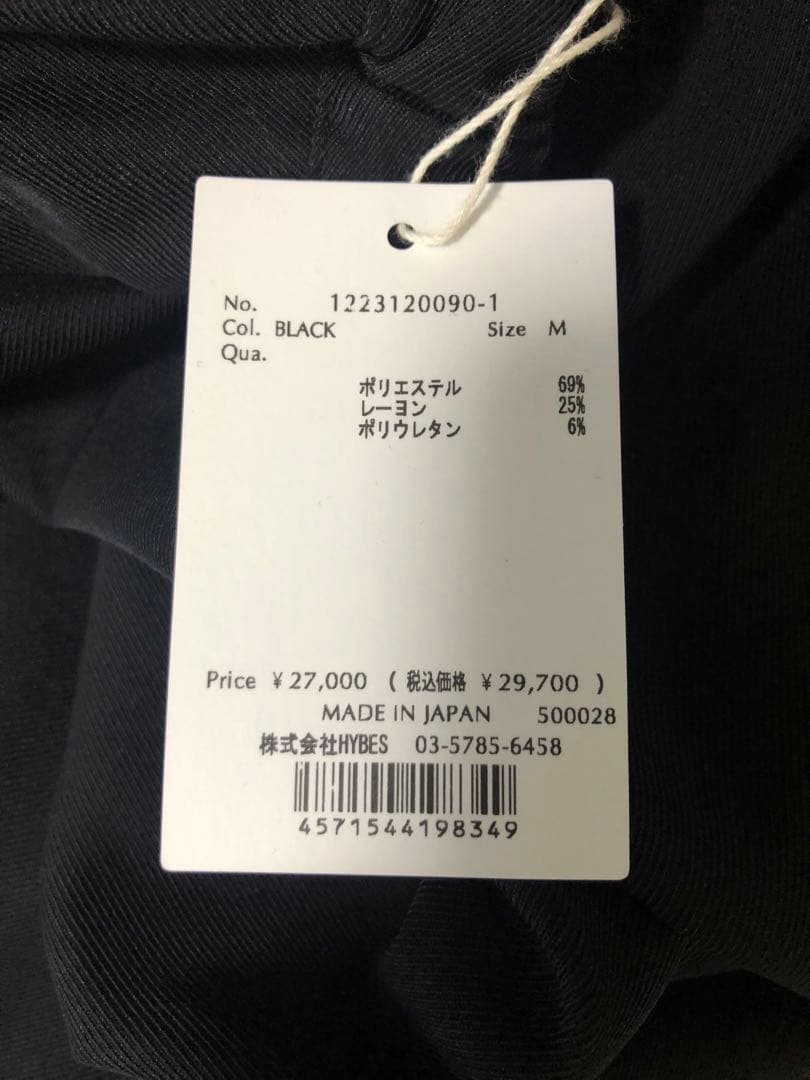 No. 1223120090-1
Col. BLACK Size M
Qua.
ポリエステル 69%
レーヨン 25%
ポリウレタン 6%
Price ¥27,000 ( 税込価格 ¥29,700 )
MADE IN JAPAN 500028
株式会社HYBES 03-5785-6458
4571544198349